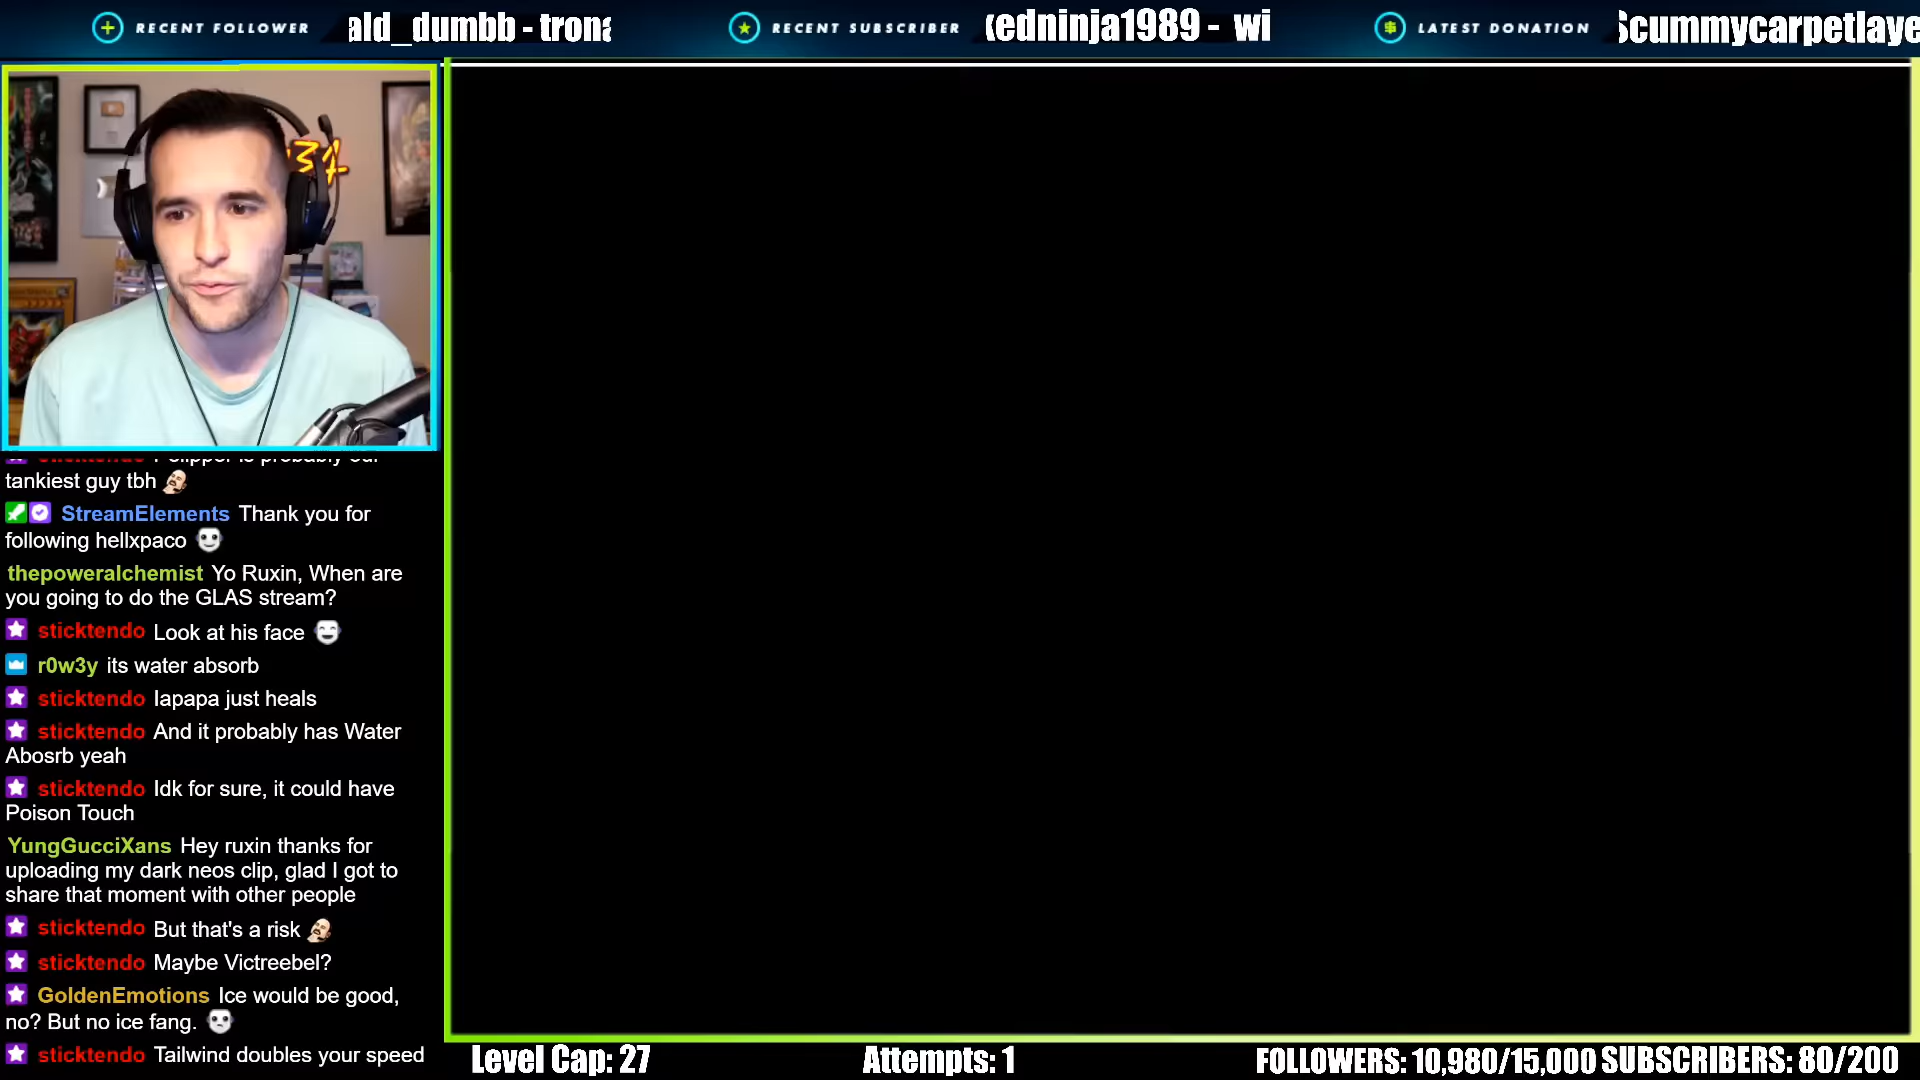 RECENT FOLLOWER
ald_dumbb - trona
RECENT SUBSCRIBER
edninja1989 - wi
LATEST DONATION
Scummycarpetlaye
tankiest guy tbh
StreamElements Thank you for
following hellxpaco
thepoweralchemist Yo Ruxin, When are
you going to do the GLAS stream?
sticktendo Look at his face
r0w3y its water absorb
sticktendo Iapapa just heals
sticktendo And it probably has Water
Abosrb yeah
sticktendo Idk for sure, it could have
Poison Touch
YungGucciXans Hey ruxin thanks for
uploading my dark neos clip, glad I got to
share that moment with other people
sticktendo But that's a risk
sticktendo Maybe Victreebel?
GoldenEmotions Ice would be good,
no? But no ice fang.
sticktendo Tailwind doubles your speed
Level Cap: 27
Attempts: 1
FOLLOWERS: 10,980/15,000 SUBSCRIBERS: 80/200